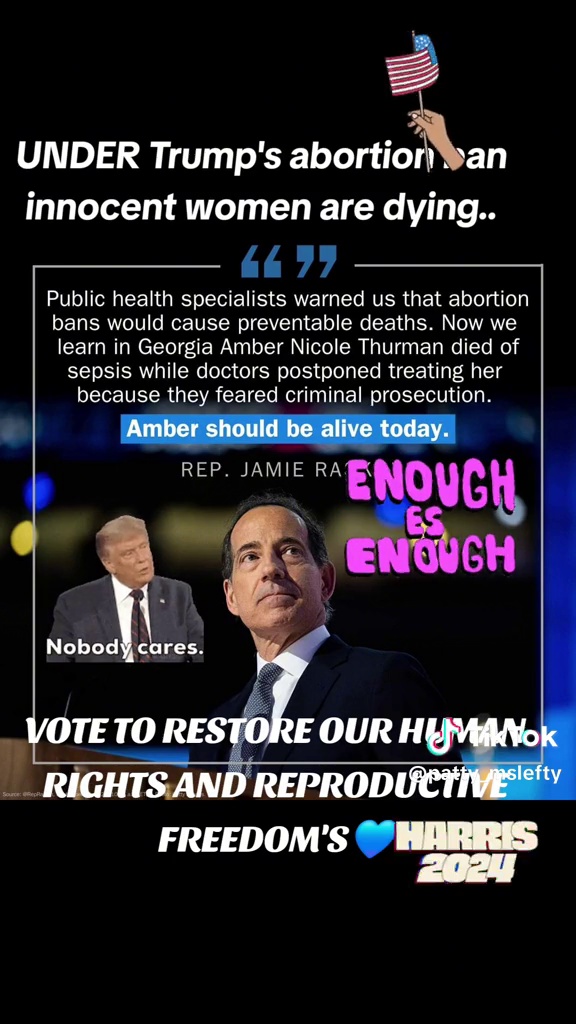 UNDER Trump's abortion ban
innocent women are dying..
Public health specialists warned us that abortion
bans would cause preventable deaths. Now we
learn in Georgia Amber Nicole Thurman died of
sepsis while doctors postponed treating her
because they feared criminal prosecution.
Amber should be alive today.
REP. JAMIE
ENOUGH
ES
ENOUGH
Nobody cares.
VOTE TO RESTORE OUR HUMAN
TikTok
RIGHTS AND REPRODUCTIVE
@patty_mslefty
FREEDOM'S 💙 HARRIS
2024